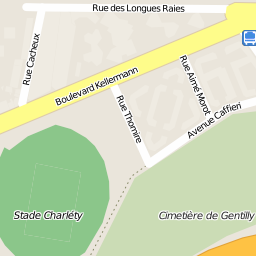 Rue des Longues Raies
Rue Cacheux
Boulevard Kellermann
Rue Aimé Morot
Rue Thomire
Avenue Caffieri
Stade Charléty
Cimetière de Gentilly